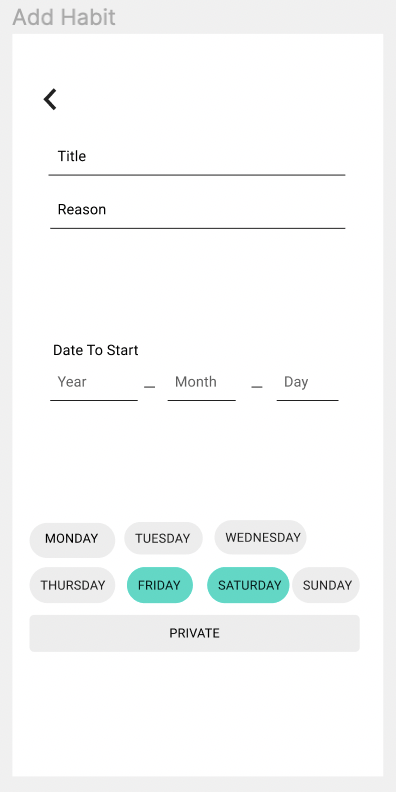 Add Habit
Title
Reason
Date To Start
Year – Month – Day
MONDAY TUESDAY WEDNESDAY
THURSDAY FRIDAY SATURDAY SUNDAY
PRIVATE